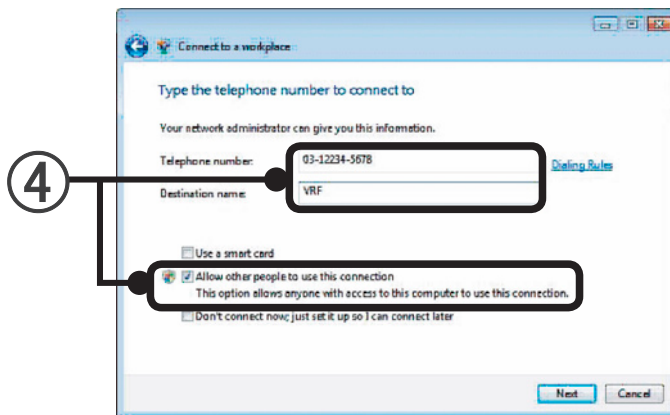 Connect to a workplace
Type the telephone number to connect to
Your network administrator can give you this information.
Telephone number: 03-12234-5678 Dialing Rules
④
Destination name: VRF
Use a smart card
Allow other people to use this connection
This option allows anyone with access to this computer to use this connection.
Don't connect now; just set it up so I can connect later
Next Cancel